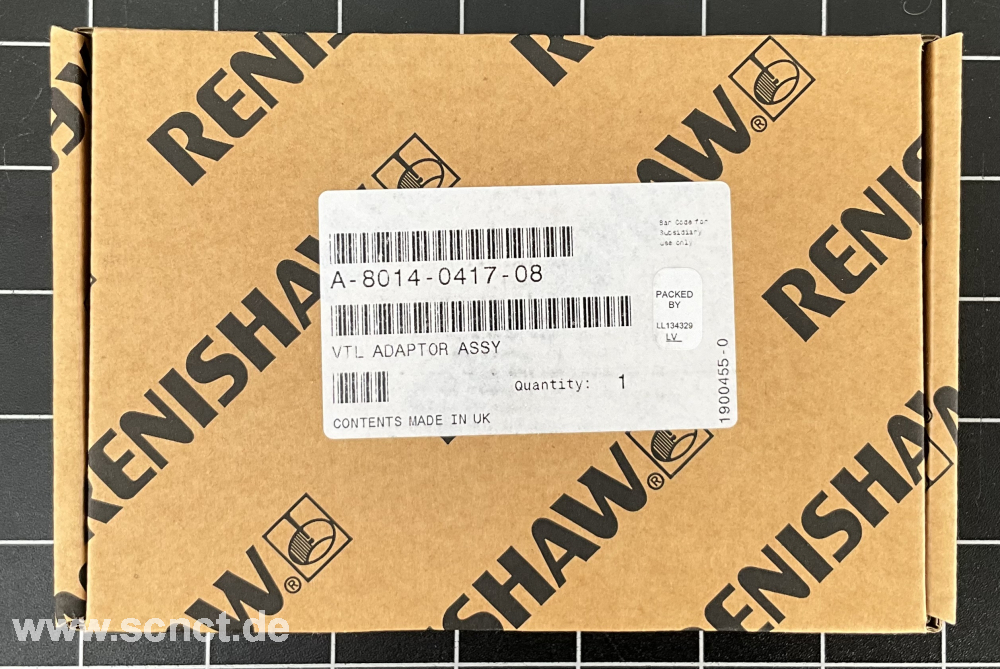 RENISHAW
RENISHAW®
RENISHAW
RENISHAW
A-8014-0417-08
VTL ADAPTOR ASSY
Quantity: 1
CONTENTS MADE IN UK
Bar Code for
Subsidiary
use only
PACKED
BY
LL134329
LV
1900455-0
RENISHAW®
SHAW®
RENISHAW
www.scnct.de